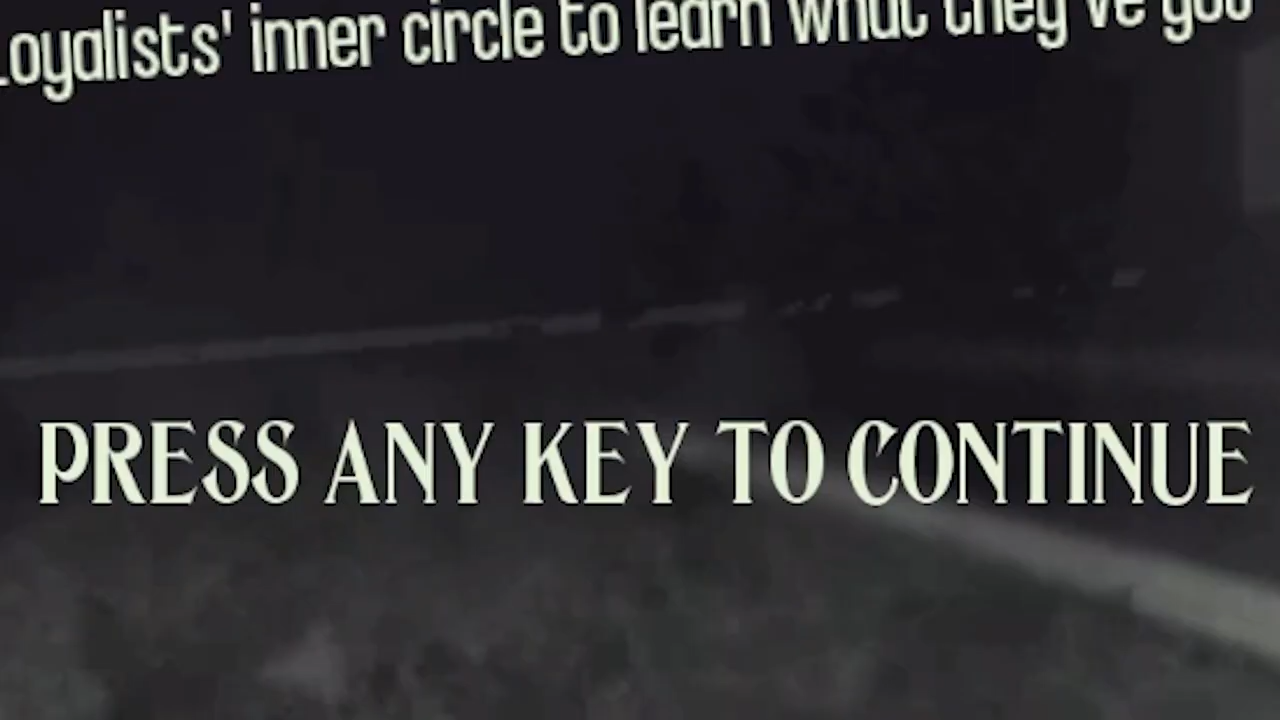 Loyalists' inner circle to learn what they've got
PRESS ANY KEY TO CONTINUE